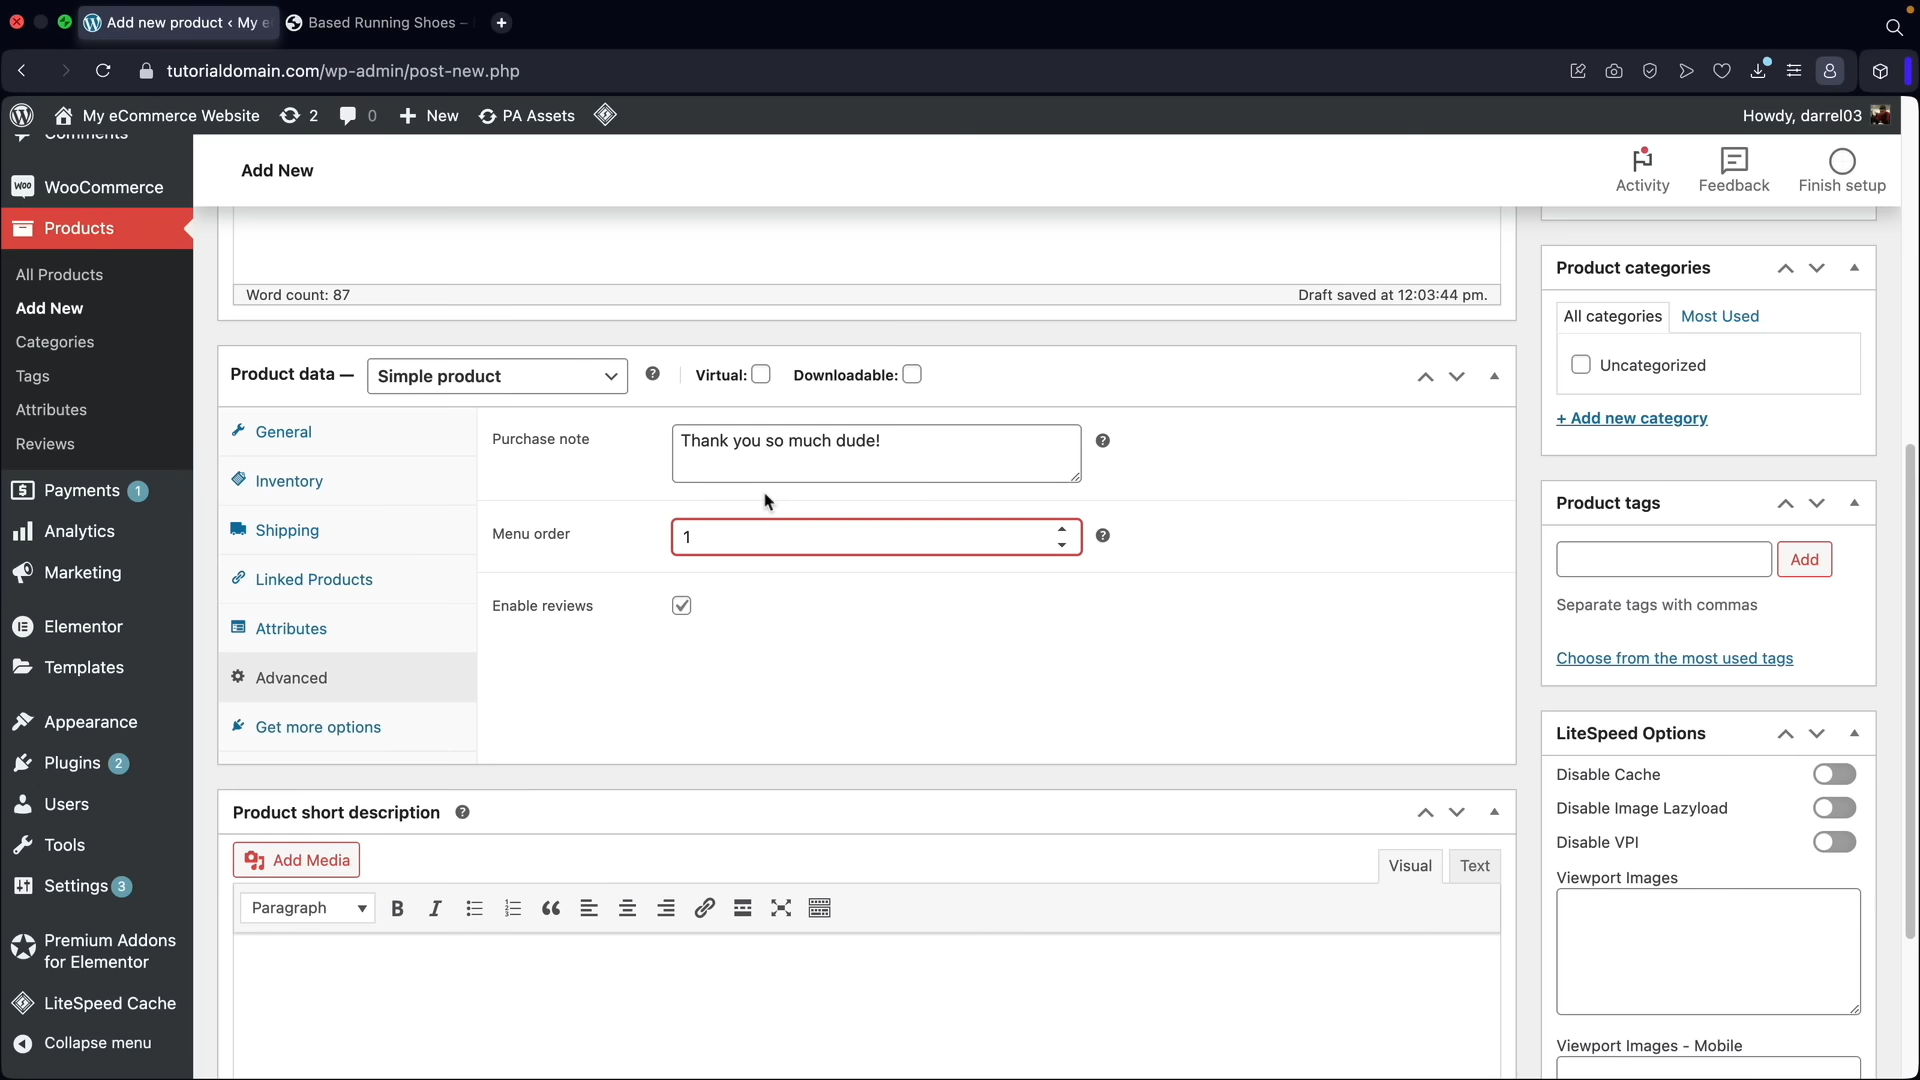 Add new product ‹ My e
Based Running Shoes –
tutorialdomain.com/wp-admin/post-new.php
My eCommerce Website
2
0
New
PA Assets
Howdy, darrel03
Comments
WooCommerce
Products
All Products
Add New
Categories
Tags
Attributes
Reviews
Payments 1
Analytics
Marketing
Elementor
Templates
Appearance
Plugins 2
Users
Tools
Settings 3
Premium Addons
for Elementor
LiteSpeed Cache
Collapse menu
Add New
Activity
Feedback
Finish setup
Word count: 87
Draft saved at 12:03:44 pm.
Product data —
Simple product
Virtual:
Downloadable:
General
Inventory
Shipping
Linked Products
Attributes
Advanced
Get more options
Purchase note
Thank you so much dude!
Menu order
1
Enable reviews
Product short description
Add Media
Visual
Text
Paragraph
Product categories
All categories
Most Used
Uncategorized
+ Add new category
Product tags
Add
Separate tags with commas
Choose from the most used tags
LiteSpeed Options
Disable Cache
Disable Image Lazyload
Disable VPI
Viewport Images
Viewport Images - Mobile